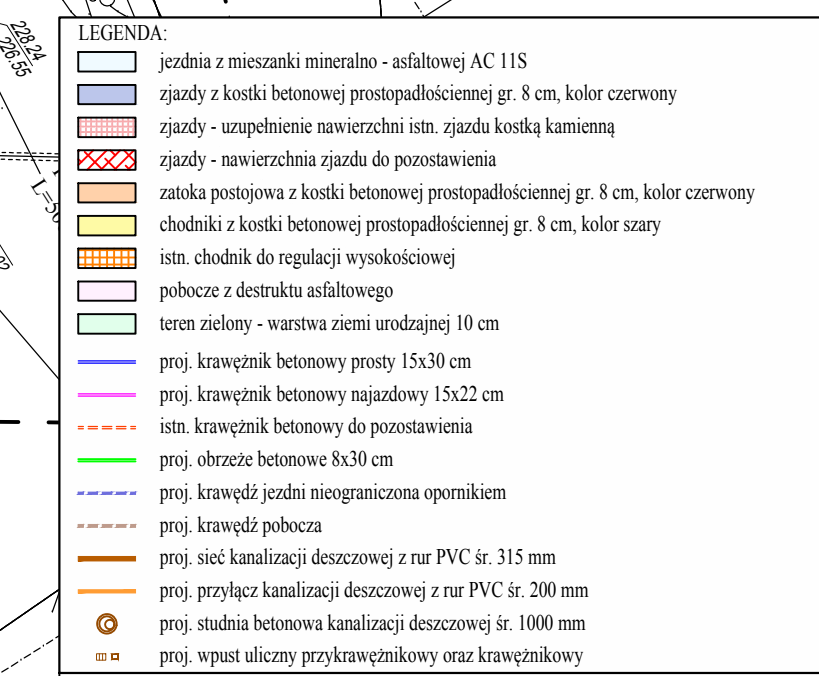 228.24
226.55
LEGENDA:
jezdnia z mieszanki mineralno - asfaltowej AC 11S
zjazdy z kostki betonowej prostopadłościennej gr. 8 cm, kolor czerwony
zjazdy - uzupełnienie nawierzchni istn. zjazdu kostką kamienną
zjazdy - nawierzchnia zjazdu do pozostawienia
zatoka postojowa z kostki betonowej prostopadłościennej gr. 8 cm, kolor czerwony
chodniki z kostki betonowej prostopadłościennej gr. 8 cm, kolor szary
istn. chodnik do regulacji wysokościowej
pobocze z destruktu asfaltowego
teren zielony - warstwa ziemi urodzajnej 10 cm
proj. krawężnik betonowy prosty 15x30 cm
proj. krawężnik betonowy najazdowy 15x22 cm
istn. krawężnik betonowy do pozostawienia
proj. obrzeże betonowe 8x30 cm
proj. krawędź jezdni nieograniczona opornikiem
proj. krawędź pobocza
proj. sieć kanalizacji deszczowej z rur PVC śr. 315 mm
proj. przyłącz kanalizacji deszczowej z rur PVC śr. 200 mm
proj. studnia betonowa kanalizacji deszczowej śr. 1000 mm
proj. wpust uliczny przykrawężnikowy oraz krawężnikowy